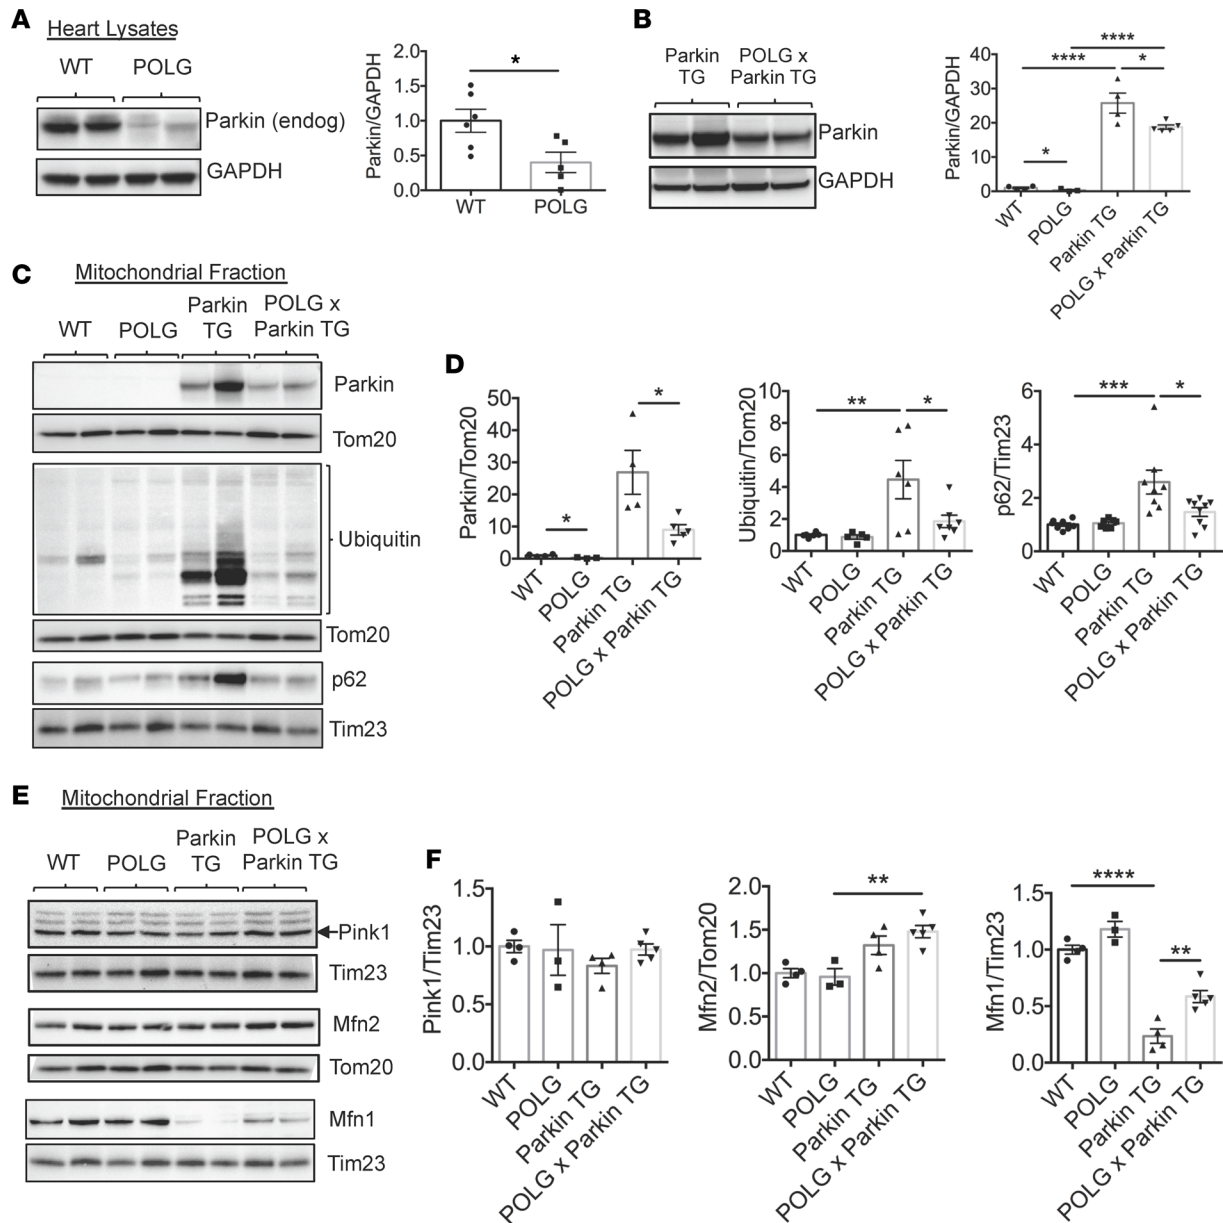 A
Heart Lysates
WT POLG
Parkin (endog)
GAPDH
Parkin/GAPDH
2.0
1.5
1.0
0.5
0.0
*
WT POLG
B
Parkin TG
POLG x Parkin TG
Parkin
GAPDH
Parkin/GAPDH
40
30
20
10
0
****
**** *
*
WT POLG Parkin TG POLG x Parkin TG
C
Mitochondrial Fraction
WT POLG Parkin TG POLG x Parkin TG
Parkin
Tom20
Ubiquitin
Tom20
p62
Tim23
D
Parkin/Tom20
50
40
30
20
10
0
*
*
WT POLG Parkin TG POLG x Parkin TG
Ubiquitin/Tom20
10
8
6
4
2
0
** *
WT POLG Parkin TG POLG x Parkin TG
p62/Tim23
6
4
2
0
*** *
WT POLG Parkin TG POLG x Parkin TG
E
Mitochondrial Fraction
WT POLG Parkin TG POLG x Parkin TG
Pink1
Tim23
Mfn2
Tom20
Mfn1
Tim23
F
Pink1/Tim23
1.5
1.0
0.5
0.0
WT POLG Parkin TG POLG x Parkin TG
Mfn2/Tom20
2.0
1.5
1.0
0.5
0.0
**
WT POLG Parkin TG POLG x Parkin TG
Mfn1/Tim23
1.5
1.0
0.5
0.0
****
**
WT POLG Parkin TG POLG x Parkin TG